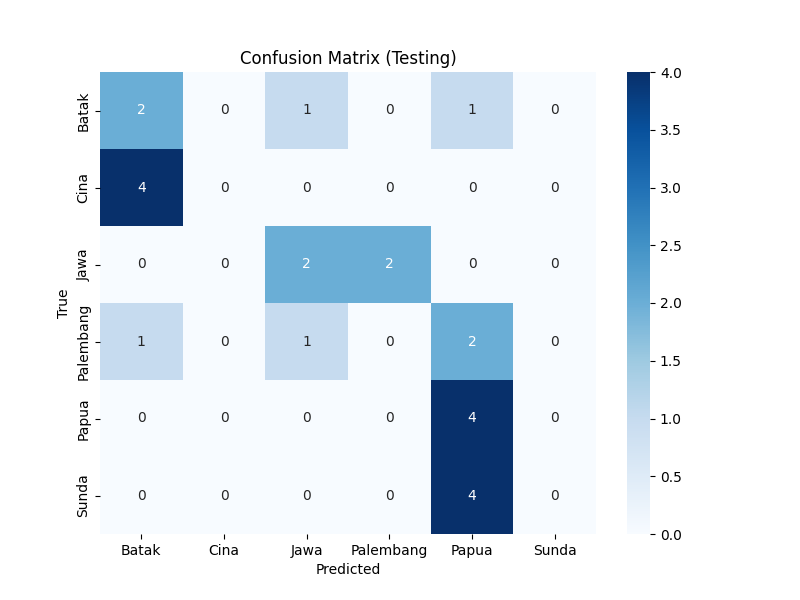 Confusion Matrix (Testing)
True
Batak 2 0 1 0 1 0
Cina 4 0 0 0 0 0
Jawa 0 0 2 2 0 0
Palembang 1 0 1 0 2 0
Papua 0 0 0 0 4 0
Sunda 0 0 0 0 4 0
Batak Cina Jawa Palembang Papua Sunda
Predicted
4.0
3.5
3.0
2.5
2.0
1.5
1.0
0.5
0.0